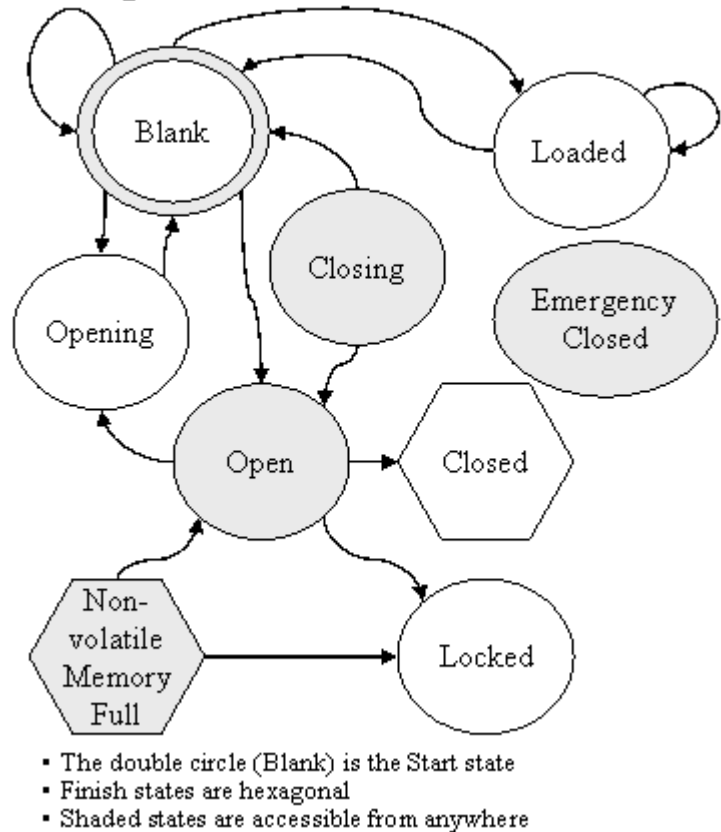 Blank
Loaded
Closing
Emergency
Closed
Opening
Open
Closed
Non-
volatile
Memory
Full
Locked
▪ The double circle (Blank) is the Start state
▪ Finish states are hexagonal
▪ Shaded states are accessible from anywhere